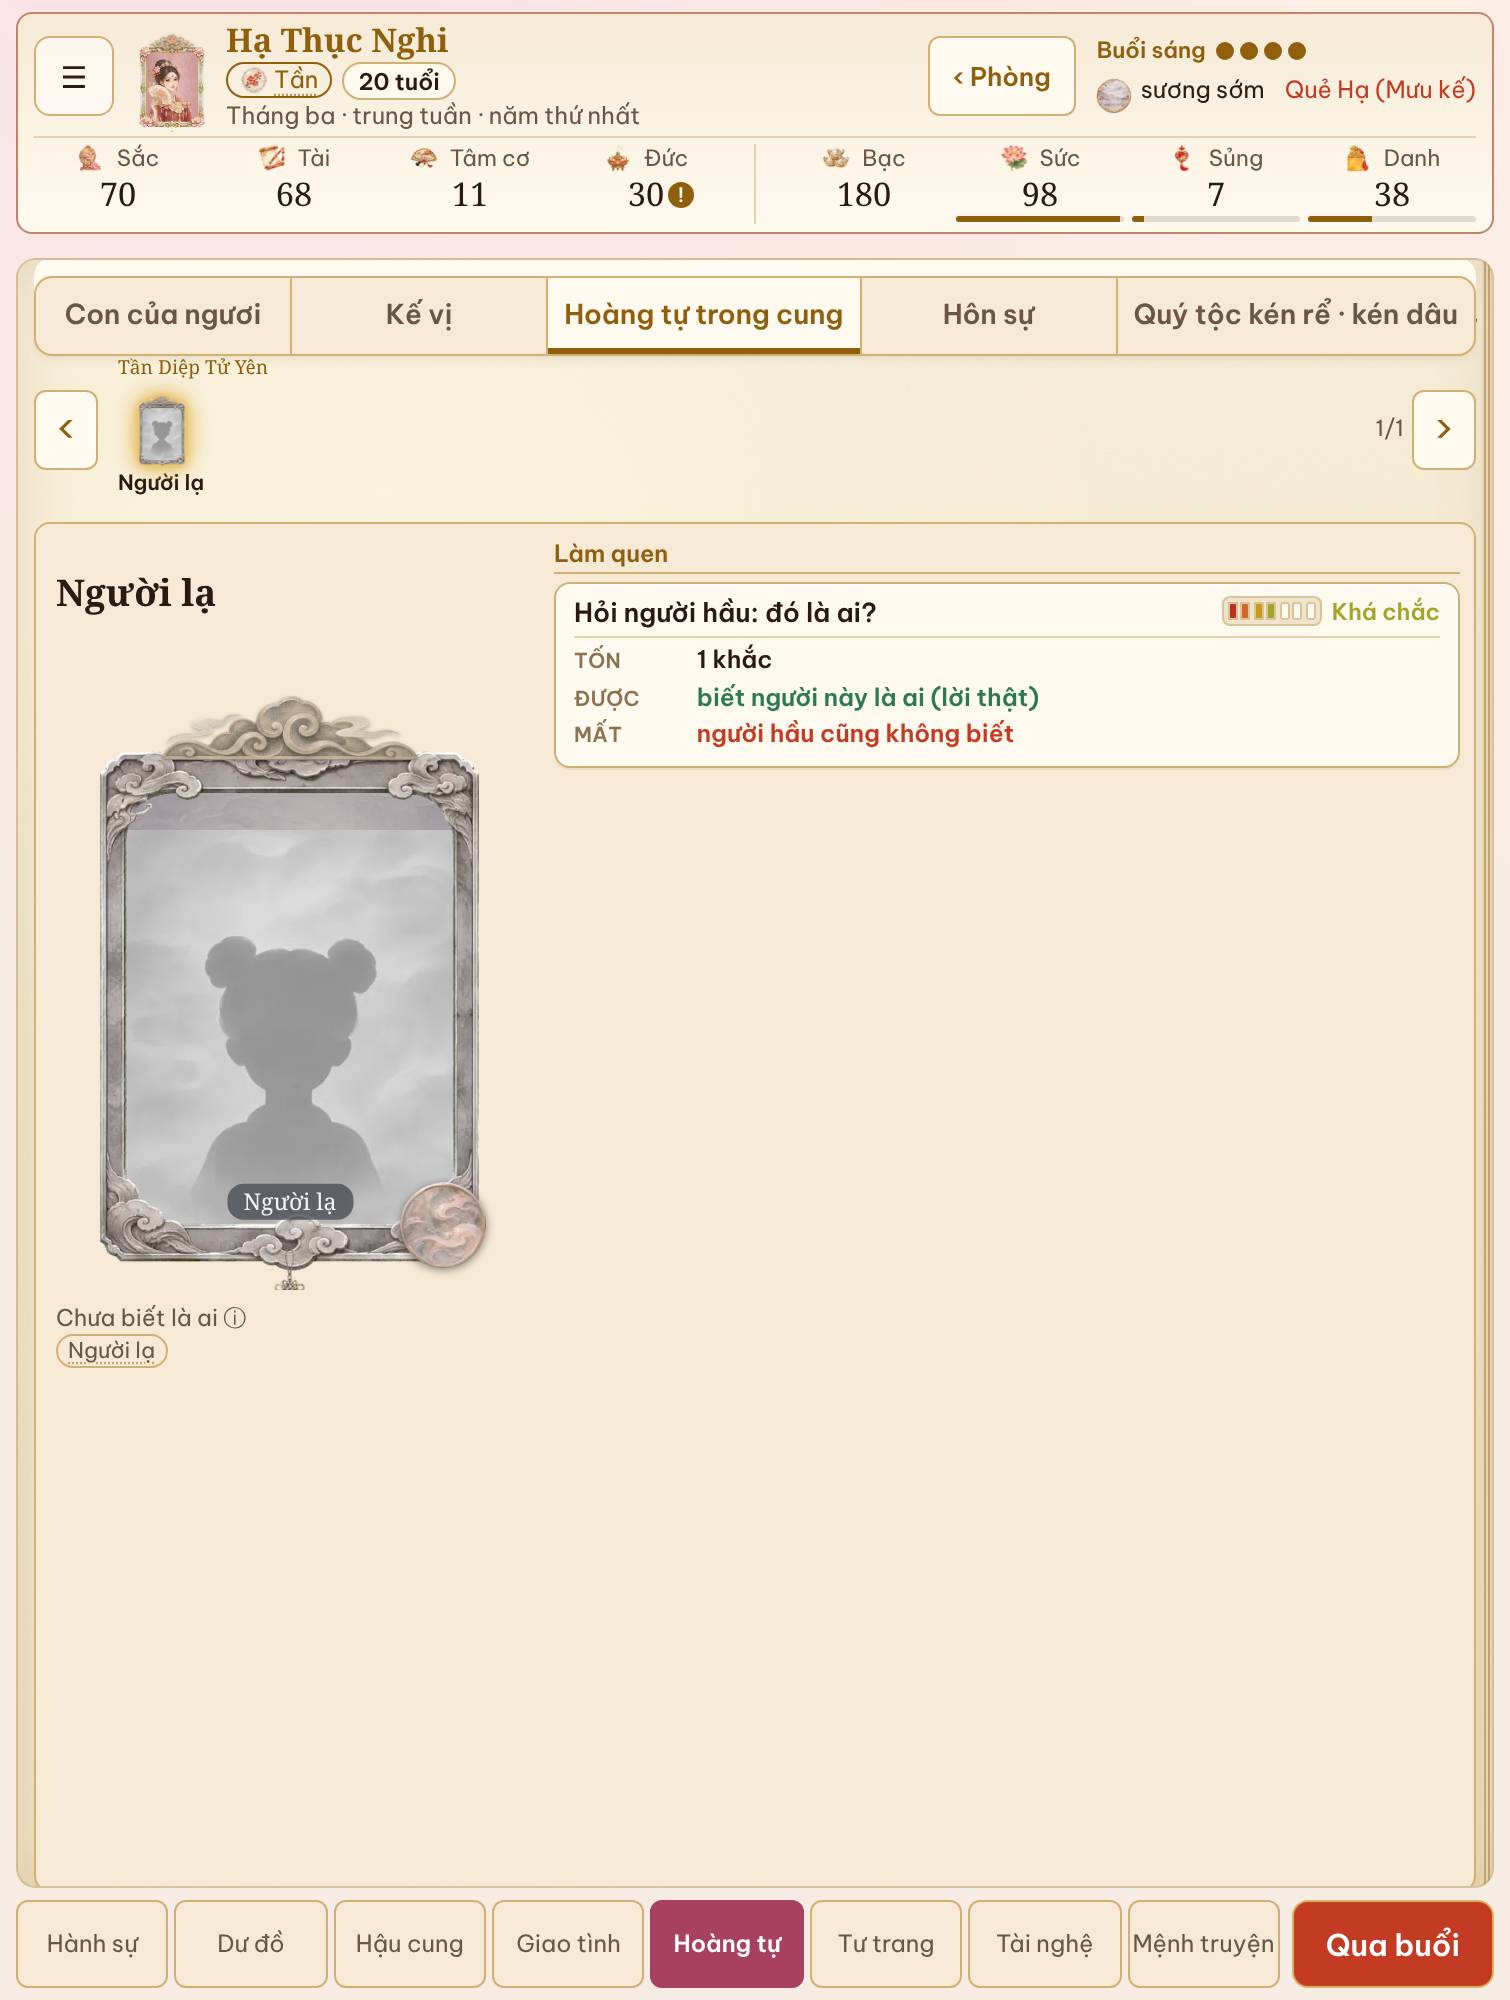 ☰
Hạ Thục Nghi
Tần
20 tuổi
Tháng ba · trung tuần · năm thứ nhất
‹ Phòng
Buổi sáng
sương sớm Quẻ Hạ (Mưu kế)
Sắc Tài Tâm cơ Đức Bạc Sức Sủng Danh
70 68 11 30 ! 180 98 7 38
Con của ngươi
Kế vị
Hoàng tự trong cung
Hôn sự
Quý tộc kén rể · kén dâu
Tần Diệp Tử Yên
‹
Người lạ
1/1
›
Người lạ
Người lạ
Chưa biết là ai ⓘ
Người lạ
Làm quen
Hỏi người hầu: đó là ai?
Khá chắc
TỐN 1 khắc
ĐƯỢC biết người này là ai (lời thật)
MẤT người hầu cũng không biết
Hành sự
Dư đồ
Hậu cung
Giao tình
Hoàng tự
Tư trang
Tài nghệ
Mệnh truyện
Qua buổi